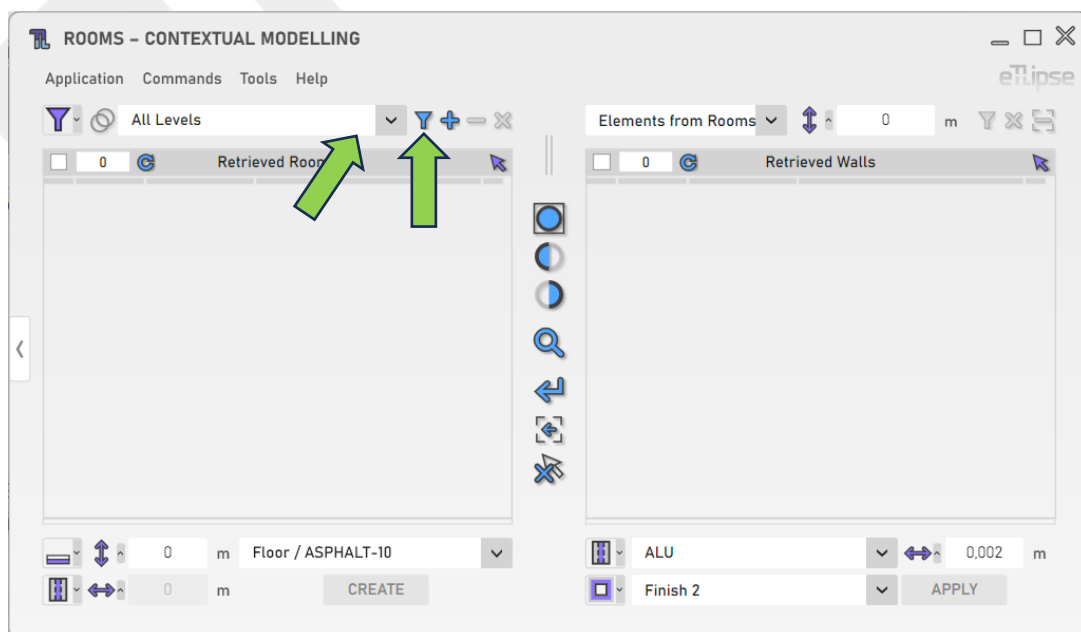 ROOMS – CONTEXTUAL MODELLING
Application Commands Tools Help
eTLipse
All Levels
Elements from Rooms
0 m
0 Retrieved Roo
0 Retrieved Walls
0 m Floor / ASPHALT-10
ALU 0,002 m
0 m CREATE
Finish 2 APPLY